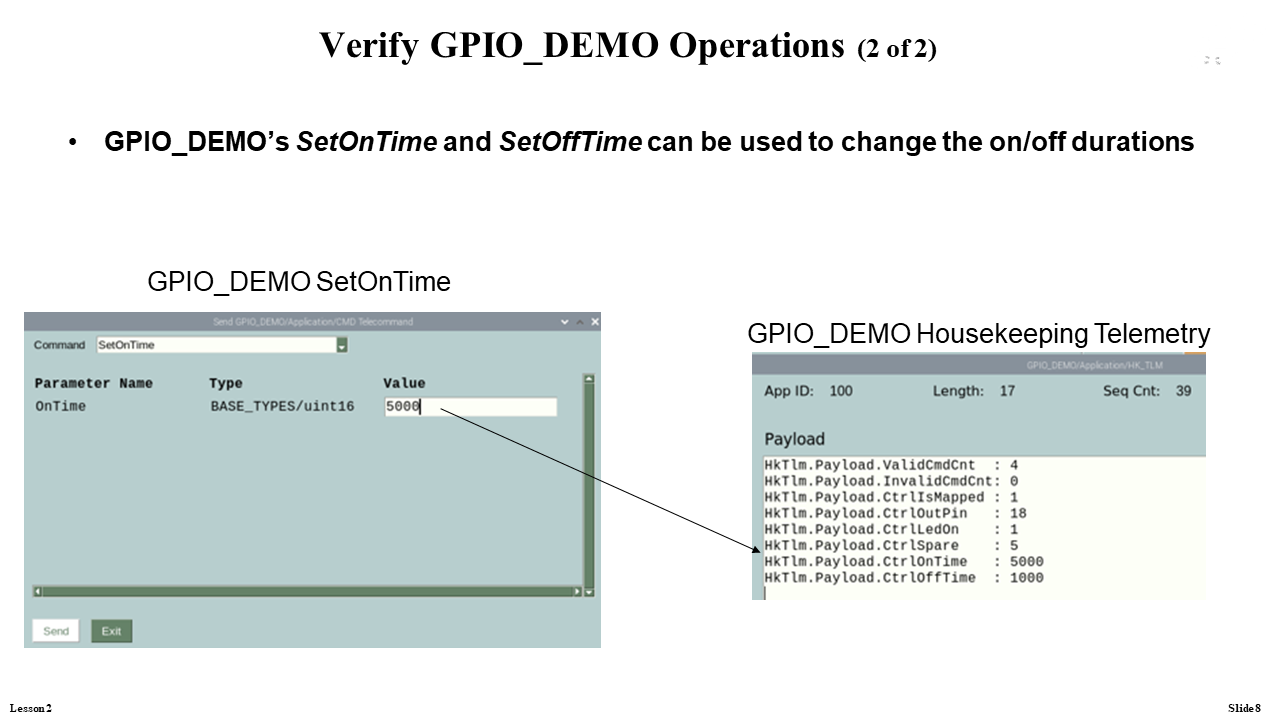 Verify GPIO_DEMO Operations (2 of 2)
• GPIO_DEMO’s SetOnTime and SetOffTime can be used to change the on/off durations
GPIO_DEMO SetOnTime
Send GPIO_DEMO/Application/CMD Telecommand
Command SetOnTime
Parameter Name Type Value
OnTime BASE_TYPES/uint16 5000
Send Exit
GPIO_DEMO Housekeeping Telemetry
GPIO_DEMO/Application/HK_TLM
App ID: 100 Length: 17 Seq Cnt: 39
Payload
HkTlm.Payload.ValidCmdCnt : 4
HkTlm.Payload.InvalidCmdCnt: 0
HkTlm.Payload.CtrlIsMapped : 1
HkTlm.Payload.CtrlOutPin : 18
HkTlm.Payload.CtrlLedOn : 1
HkTlm.Payload.CtrlSpare : 5
HkTlm.Payload.CtrlOnTime : 5000
HkTlm.Payload.CtrlOffTime : 1000
Lesson 2
Slide 8